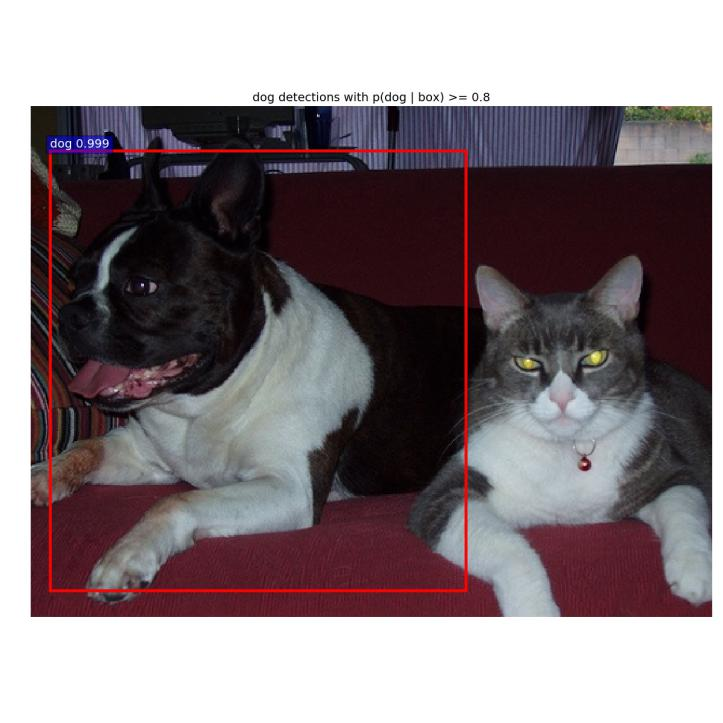 dog detections with p(dog | box) >= 0.8
dog 0.999